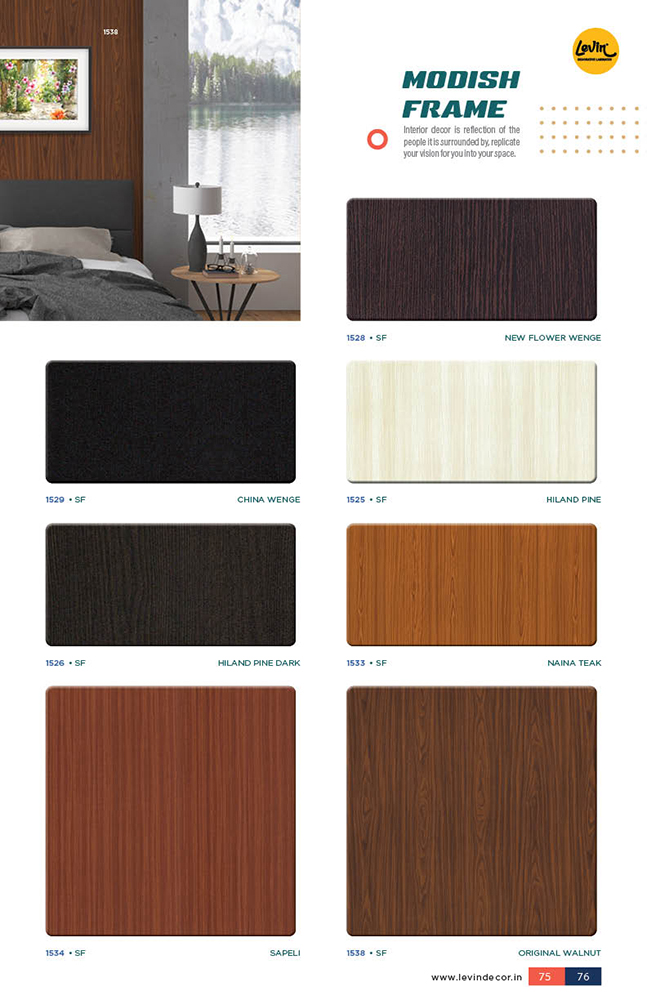 1538
Levin
DECORATIVE LAMINATES
MODISH
FRAME
Interior decor is reflection of the
people it is surrounded by, replicate
your vision for you into your space.
1528 • SF NEW FLOWER WENGE
1529 • SF CHINA WENGE
1525 • SF HILAND PINE
1526 • SF HILAND PINE DARK
1533 • SF NAINA TEAK
1534 • SF SAPELI
1538 • SF ORIGINAL WALNUT
www.levindecor.in 75 76